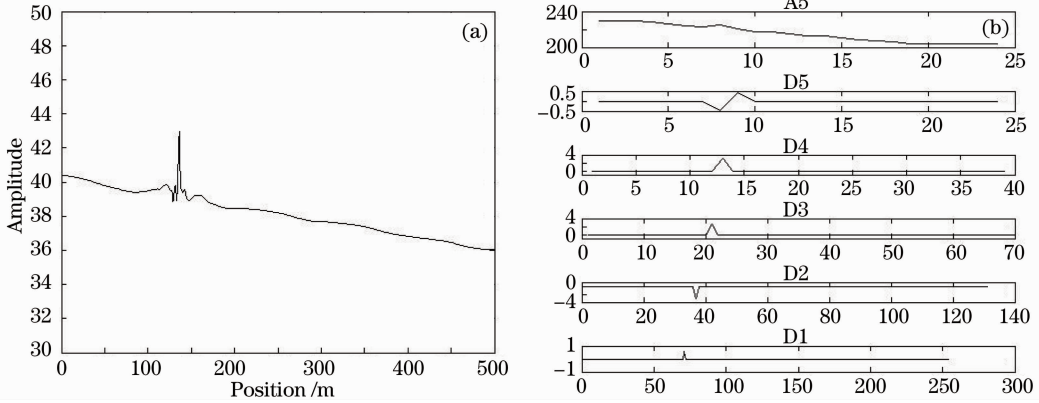 50
48
46
44
42
40
38
36
34
32
30
Amplitude
(a)
0 100 200 300 400 500
Position /m
A5
240
200
(b)
0 5 10 15 20 25
D5
0.5
−0.5
0 5 10 15 20 25
D4
4
0
0 5 10 15 20 25 30 35 40
D3
4
0
0 10 20 30 40 50 60 70
D2
0
−4
0 20 40 60 80 100 120 140
D1
1
−1
0 50 100 150 200 250 300